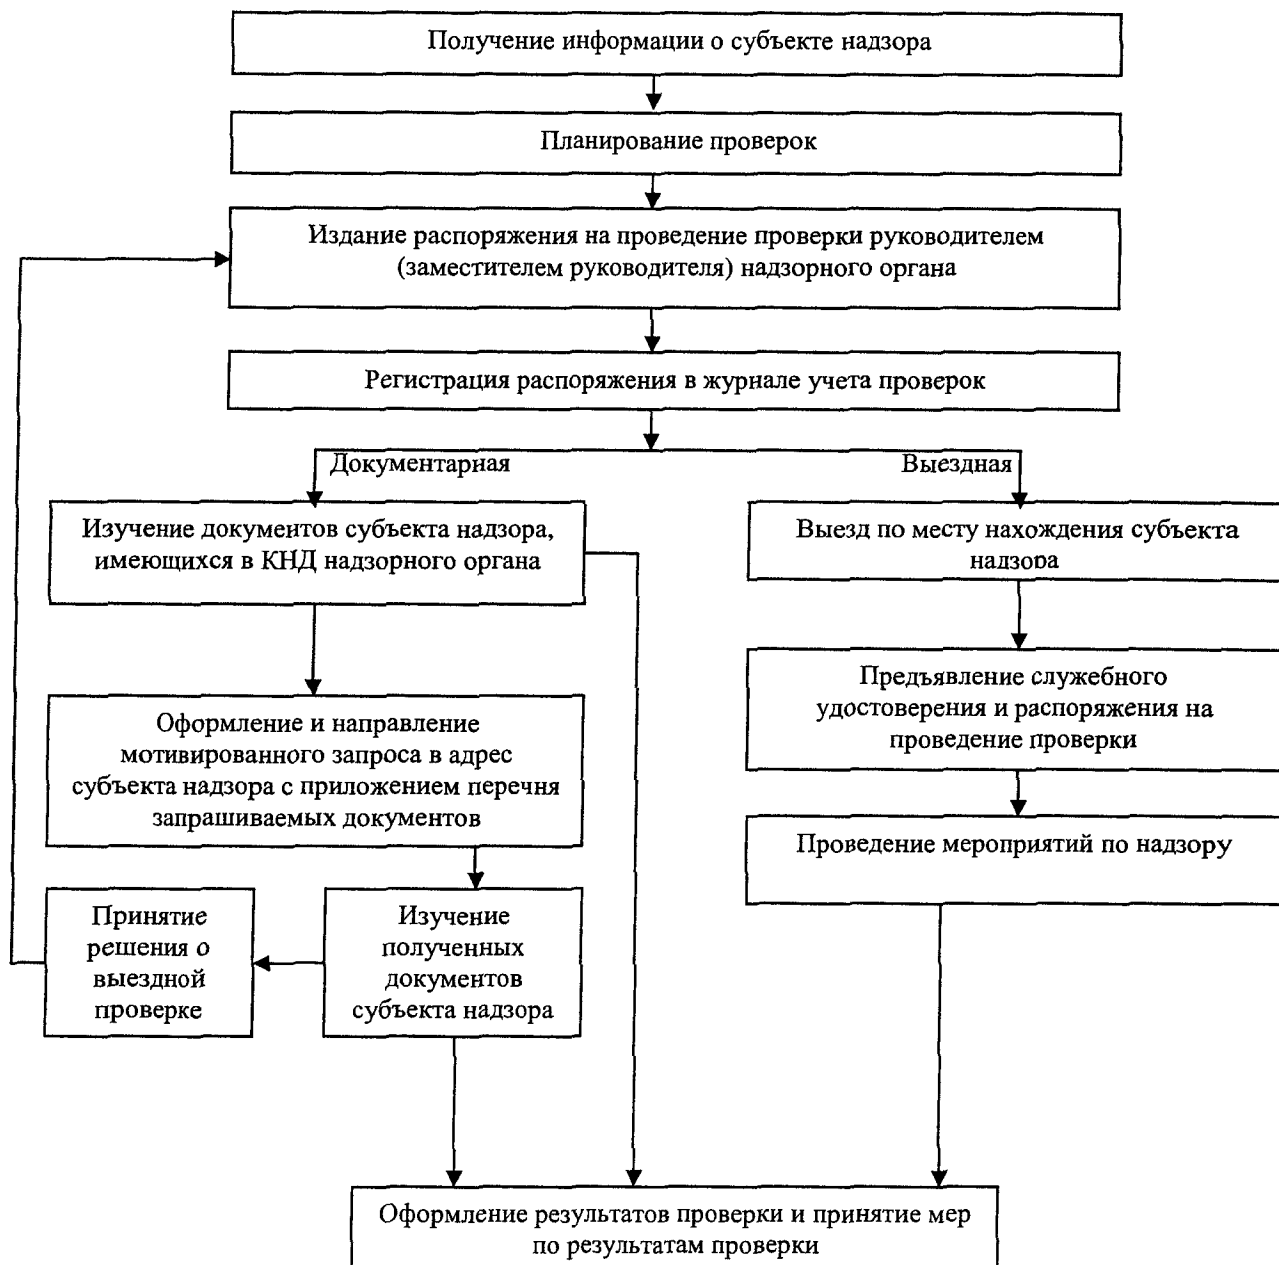 Получение информации о субъекте надзора
Планирование проверок
Издание распоряжения на проведение проверки руководителем
(заместителем руководителя) надзорного органа
Регистрация распоряжения в журнале учета проверок
Документарная
Выездная
Изучение документов субъекта надзора,
имеющихся в КНД надзорного органа
Выезд по месту нахождения субъекта
надзора
Оформление и направление
мотивированного запроса в адрес
субъекта надзора с приложением перечня
запрашиваемых документов
Предъявление служебного
удостоверения и распоряжения на
проведение проверки
Проведение мероприятий по надзору
Принятие
решения о
выездной
проверке
Изучение
полученных
документов
субъекта надзора
Оформление результатов проверки и принятие мер
по результатам проверки